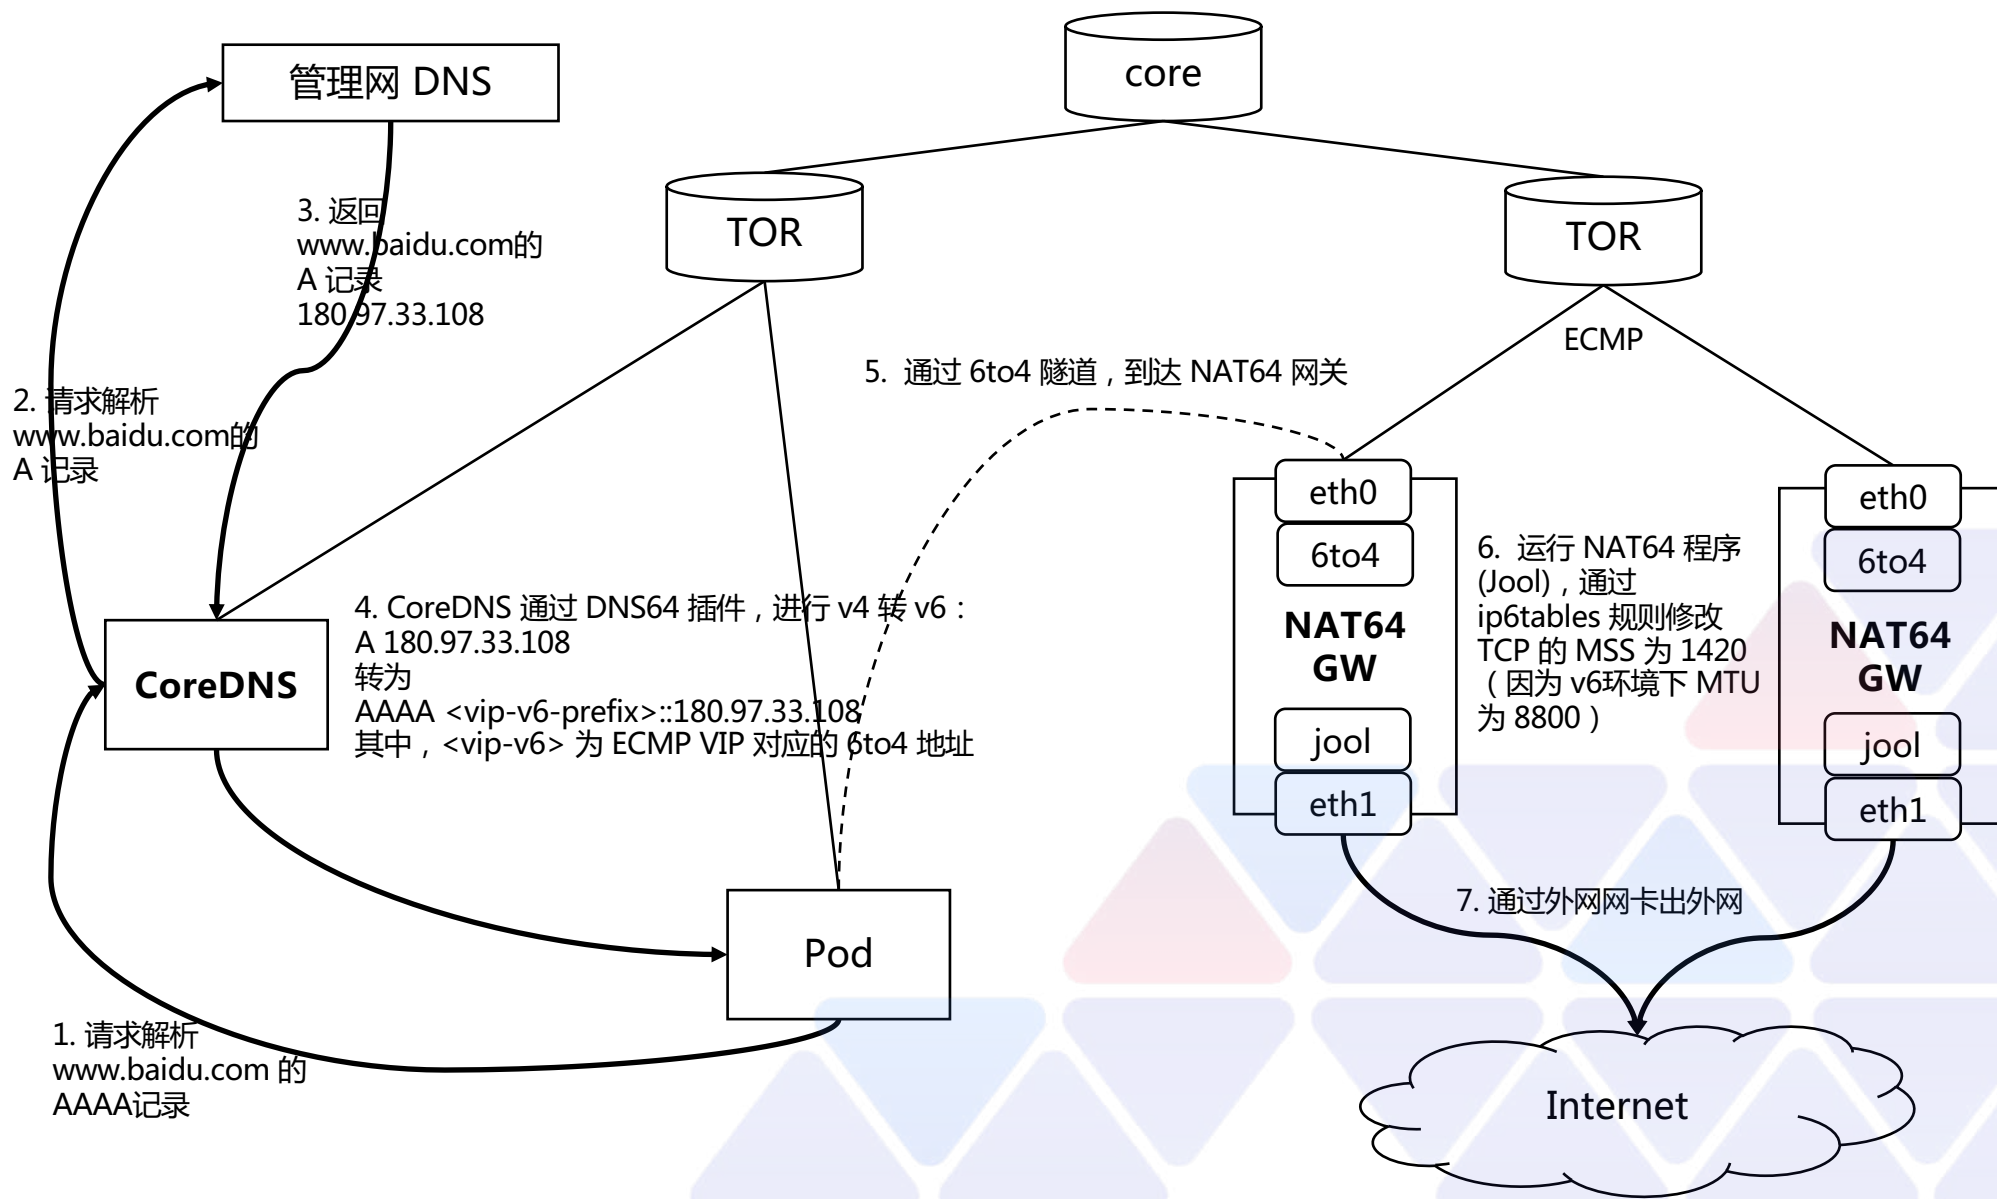 core
管理网 DNS
TOR
TOR
3. 返回
www.baidu.com的
A 记录
180.97.33.108
ECMP
5. 通过 6to4 隧道，到达 NAT64 网关
2. 请求解析
www.baidu.com的
A 记录
eth0
6to4
NAT64
GW
jool
eth1
6. 运行 NAT64 程序
(Jool)，通过
ip6tables 规则修改
TCP 的 MSS 为 1420
（因为 v6环境下 MTU
为 8800）
eth0
6to4
NAT64
GW
jool
eth1
CoreDNS
4. CoreDNS 通过 DNS64 插件，进行 v4 转 v6：
A 180.97.33.108
转为
AAAA <vip-v6-prefix>::180.97.33.108
其中，<vip-v6> 为 ECMP VIP 对应的 6to4 地址
7. 通过外网网卡出外网
Pod
1. 请求解析
www.baidu.com 的
AAAA记录
Internet